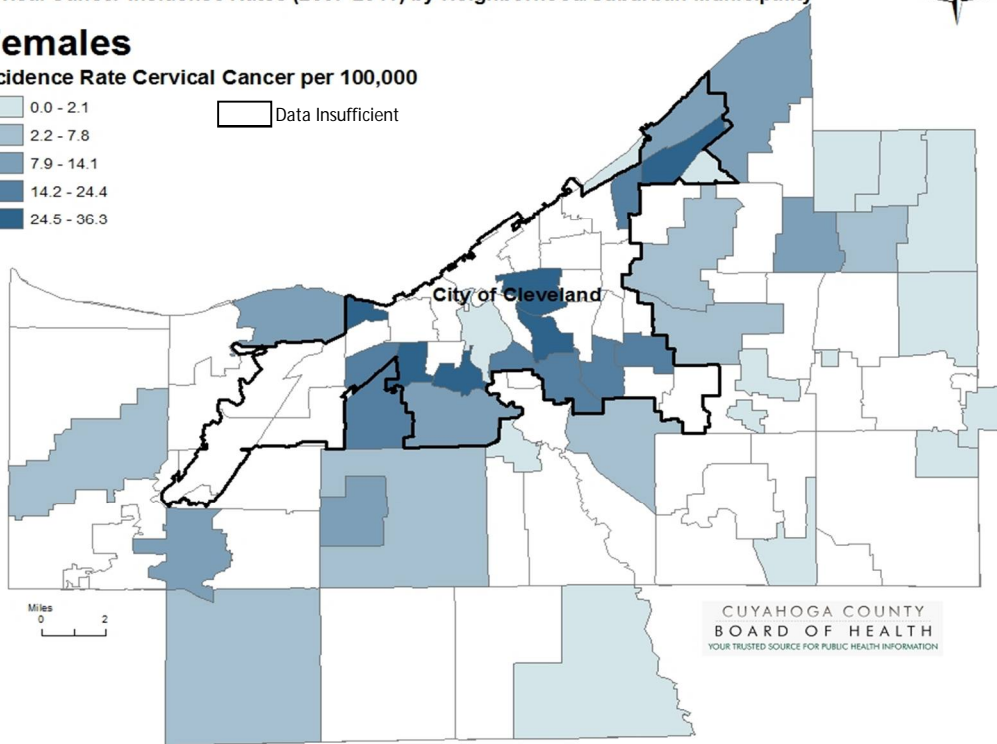 emales
cidence Rate Cervical Cancer per 100,000
0.0 - 2.1
Data Insufficient
2.2 - 7.8
7.9 - 14.1
14.2 - 24.4
24.5 - 36.3
City of Cleveland
Miles
0 2
CUYAHOGA COUNTY
BOARD OF HEALTH
YOUR TRUSTED SOURCE FOR PUBLIC HEALTH INFORMATION